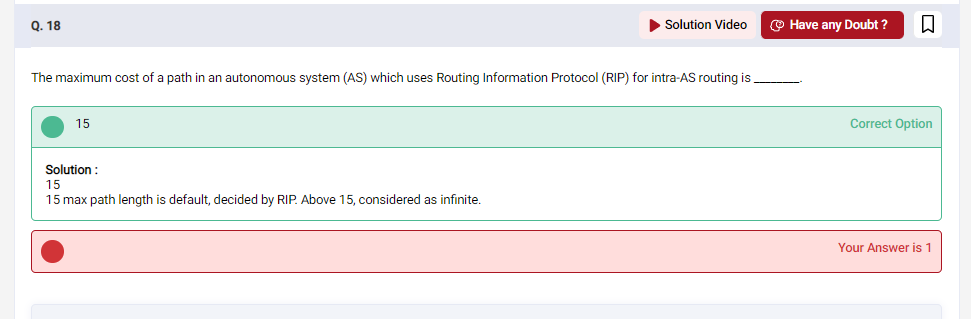 Q. 18
Solution Video
Have any Doubt ?
The maximum cost of a path in an autonomous system (AS) which uses Routing Information Protocol (RIP) for intra-AS routing is ________.
15
Correct Option
Solution :
15
15 max path length is default, decided by RIP. Above 15, considered as infinite.
Your Answer is 1